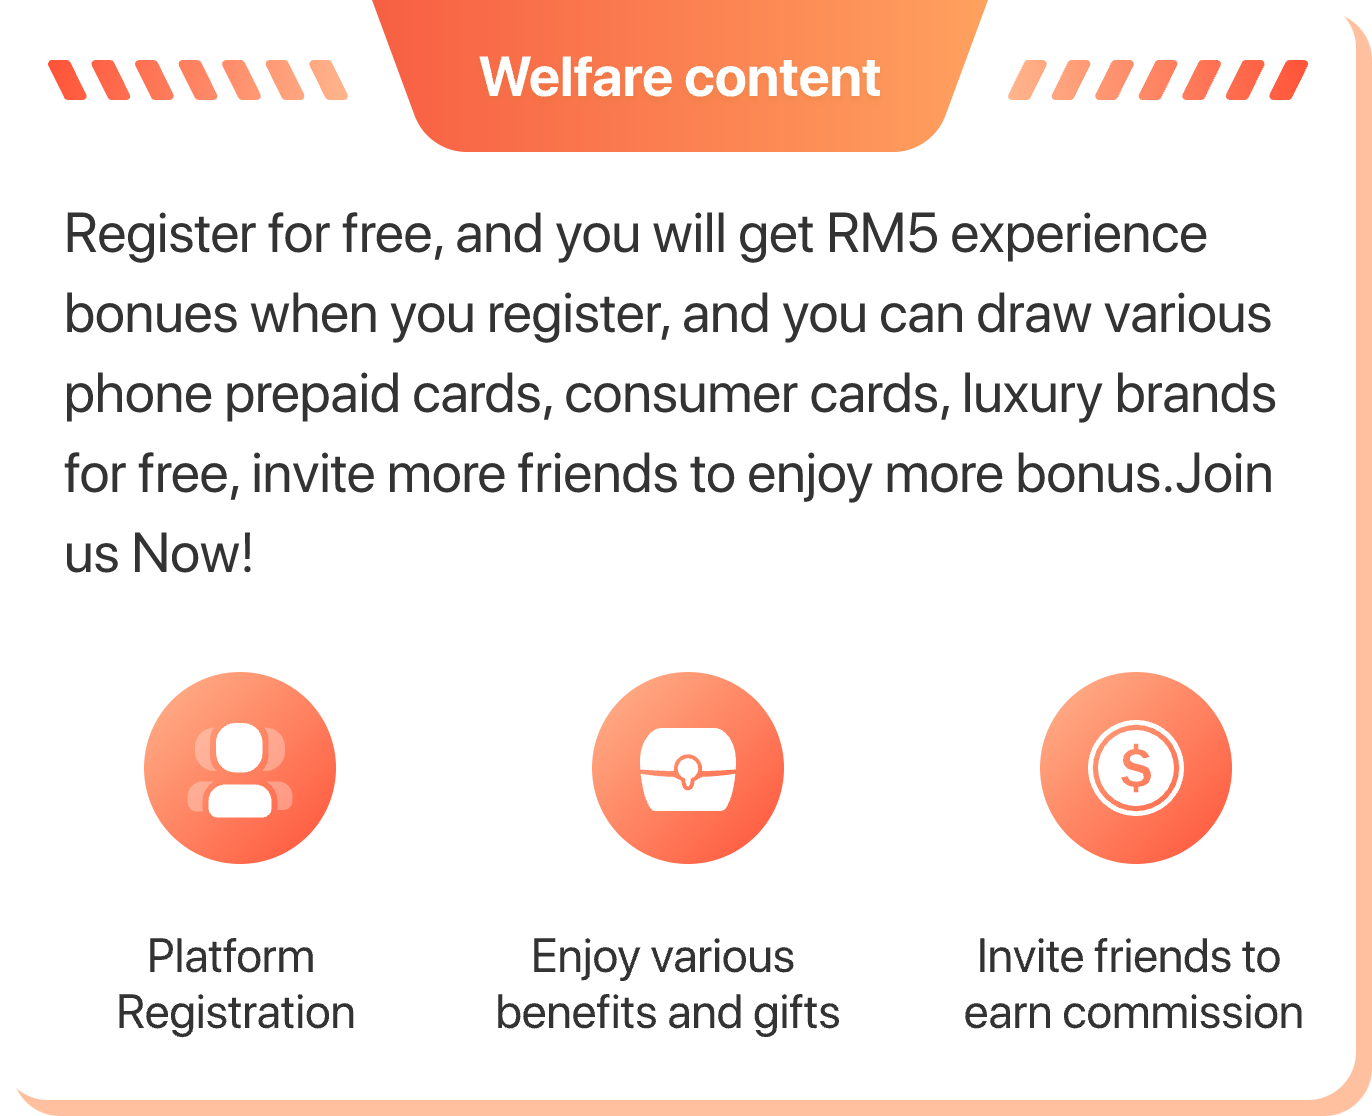 Welfare content
Register for free, and you will get RM5 experience
bonues when you register, and you can draw various
phone prepaid cards, consumer cards, luxury brands
for free, invite more friends to enjoy more bonus.Join
us Now!
$
Platform
Registration
Enjoy various
benefits and gifts
Invite friends to
earn commission